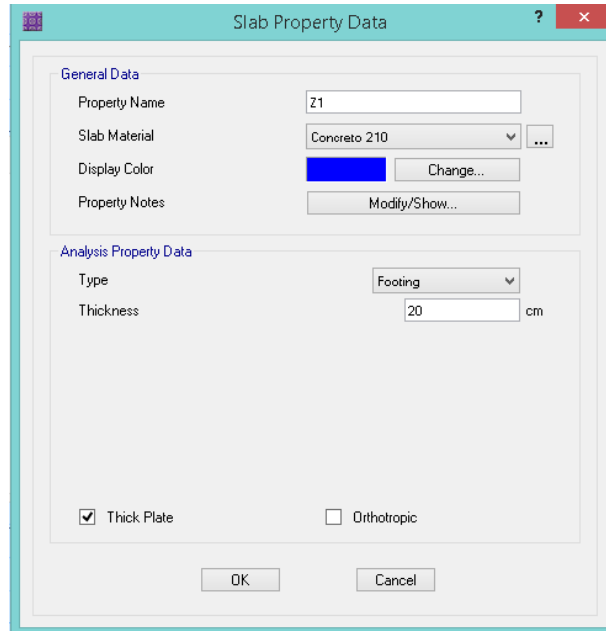 Slab Property Data
?
×
General Data
Property Name
Z1
Slab Material
Concreto 210
...
Display Color
Change...
Property Notes
Modify/Show...
Analysis Property Data
Type
Footing
Thickness
20
cm
Thick Plate
Orthotropic
OK
Cancel